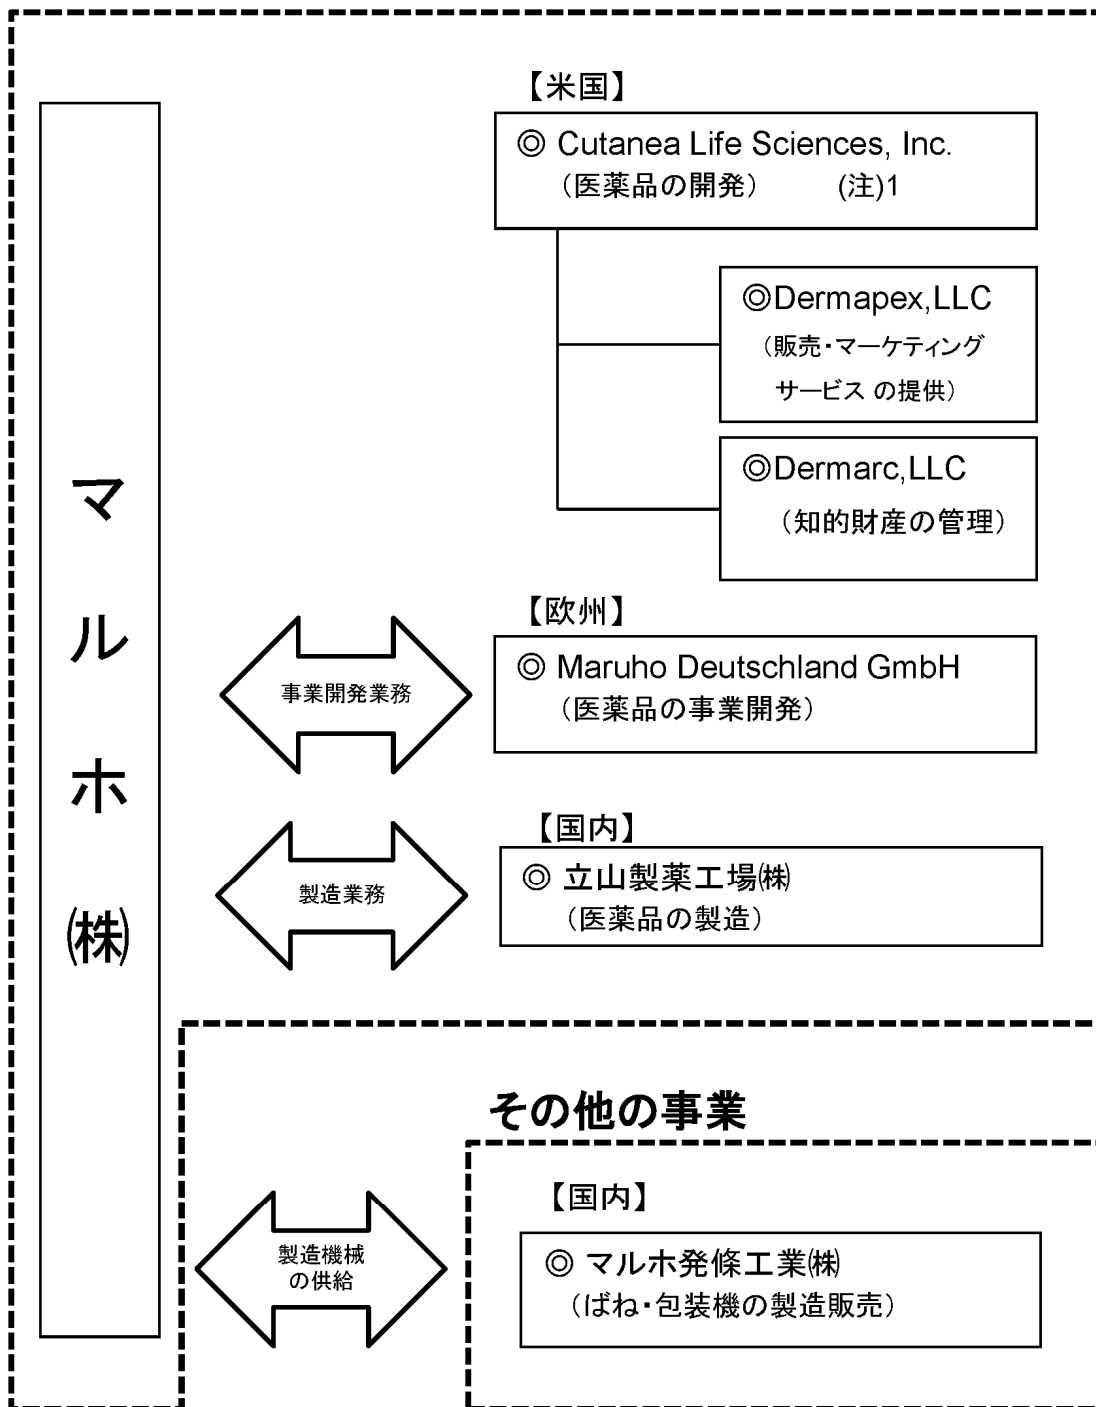 マルホ㈱
【米国】
◎ Cutanea Life Sciences, Inc.
（医薬品の開発） (注)1
◎Dermapex,LLC
（販売・マーケティング
サービス の提供）
◎Dermarc,LLC
（知的財産の管理）
【欧州】
事業開発業務
◎ Maruho Deutschland GmbH
（医薬品の事業開発）
【国内】
製造業務
◎ 立山製薬工場㈱
（医薬品の製造）
その他の事業
【国内】
製造機械
の供給
◎ マルホ発條工業㈱
（ばね・包装機の製造販売）